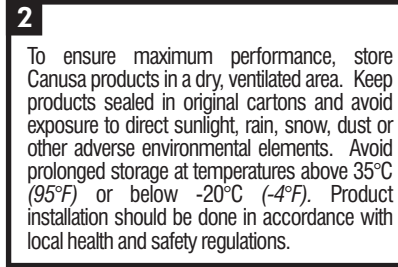 2
To ensure maximum performance, store
Canusa products in a dry, ventilated area. Keep
products sealed in original cartons and avoid
exposure to direct sunlight, rain, snow, dust or
other adverse environmental elements. Avoid
prolonged storage at temperatures above 35°C
(95°F) or below -20°C (-4°F). Product
installation should be done in accordance with
local health and safety regulations.